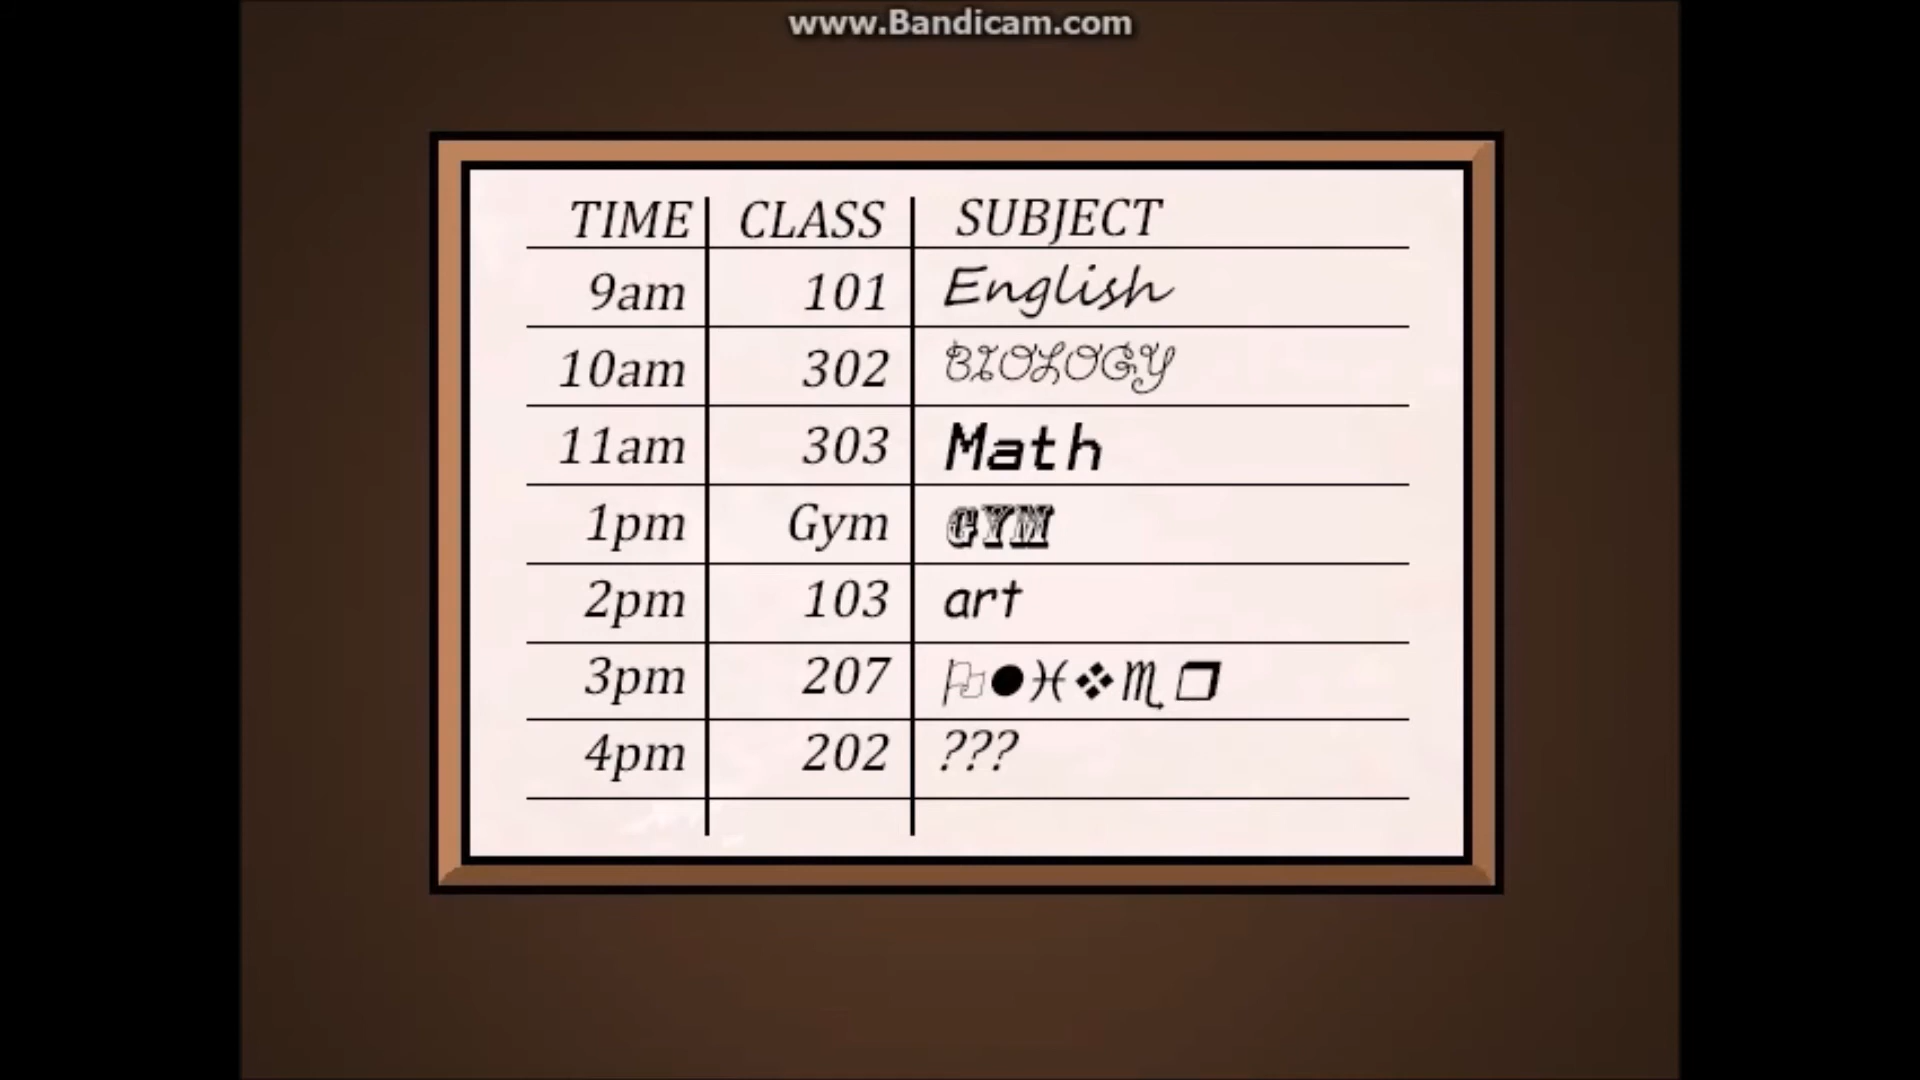 www.Bandicam.com
TIME CLASS SUBJECT
9am 101 English
10am 302 BIOLOGY
11am 303 Math
1pm Gym GYM
2pm 103 art
3pm 207 ⚐●♓❖♏❒
4pm 202 ???